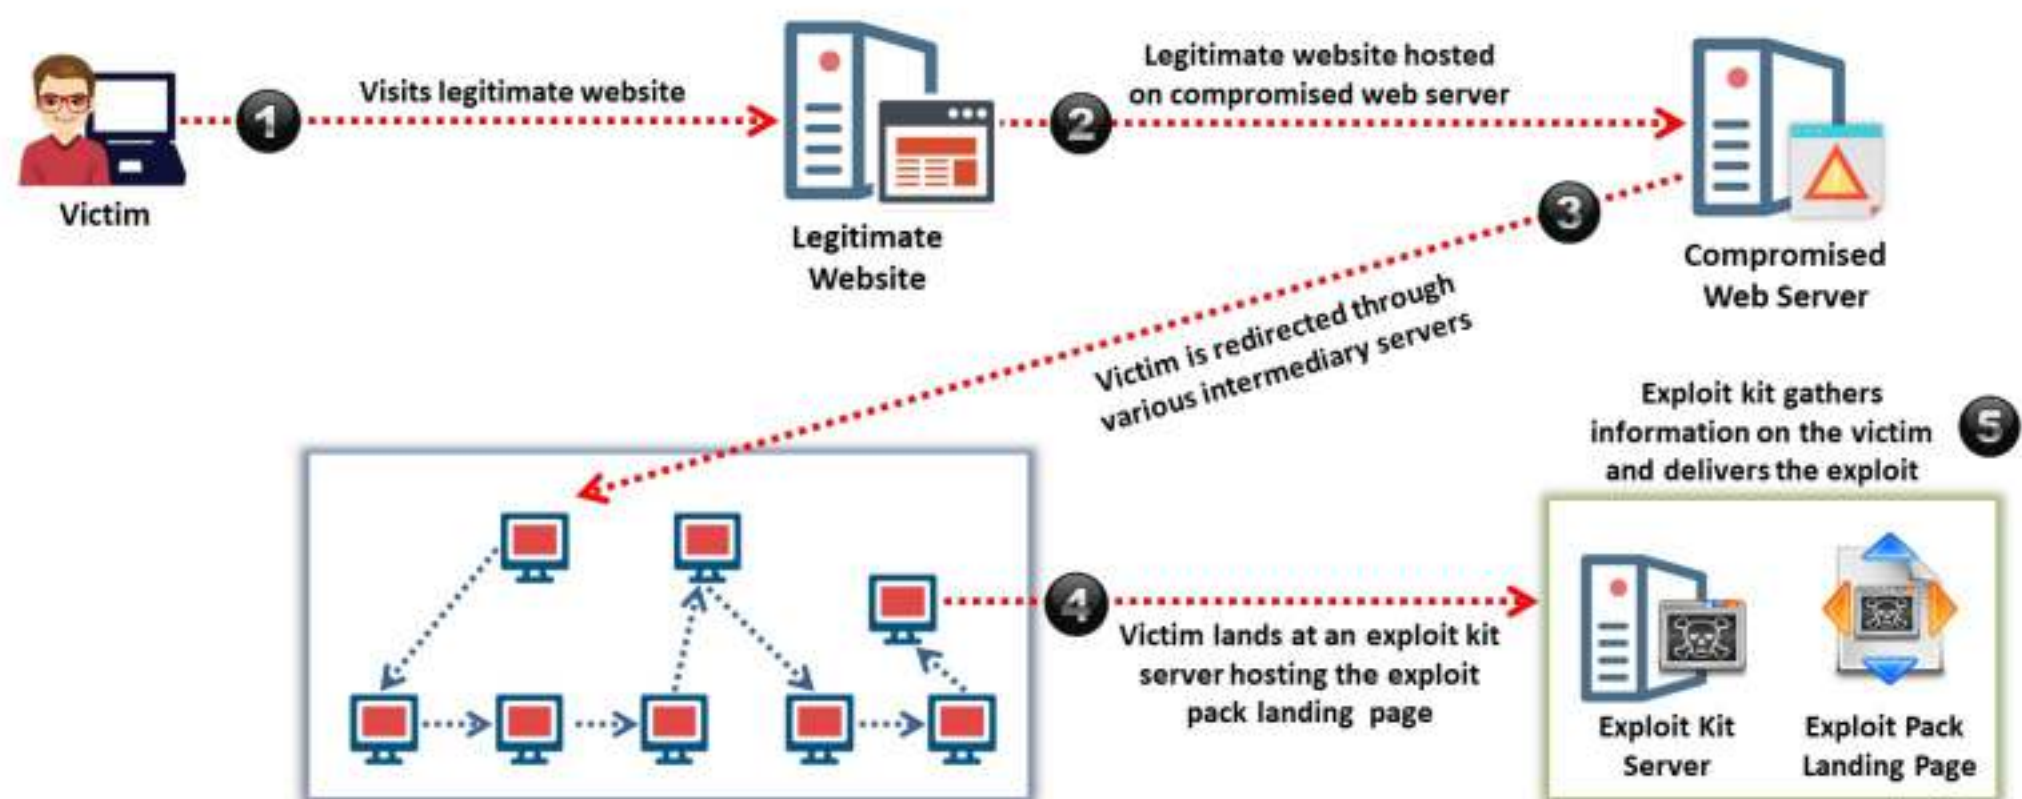 1
Visits legitimate website
2
Legitimate website hosted
on compromised web server
Victim
Legitimate
Website
3
Compromised
Web Server
Victim is redirected through
various intermediary servers
Exploit kit gathers
information on the victim
and delivers the exploit
5
4
Victim lands at an exploit kit
server hosting the exploit
pack landing page
Exploit Kit
Server
Exploit Pack
Landing Page